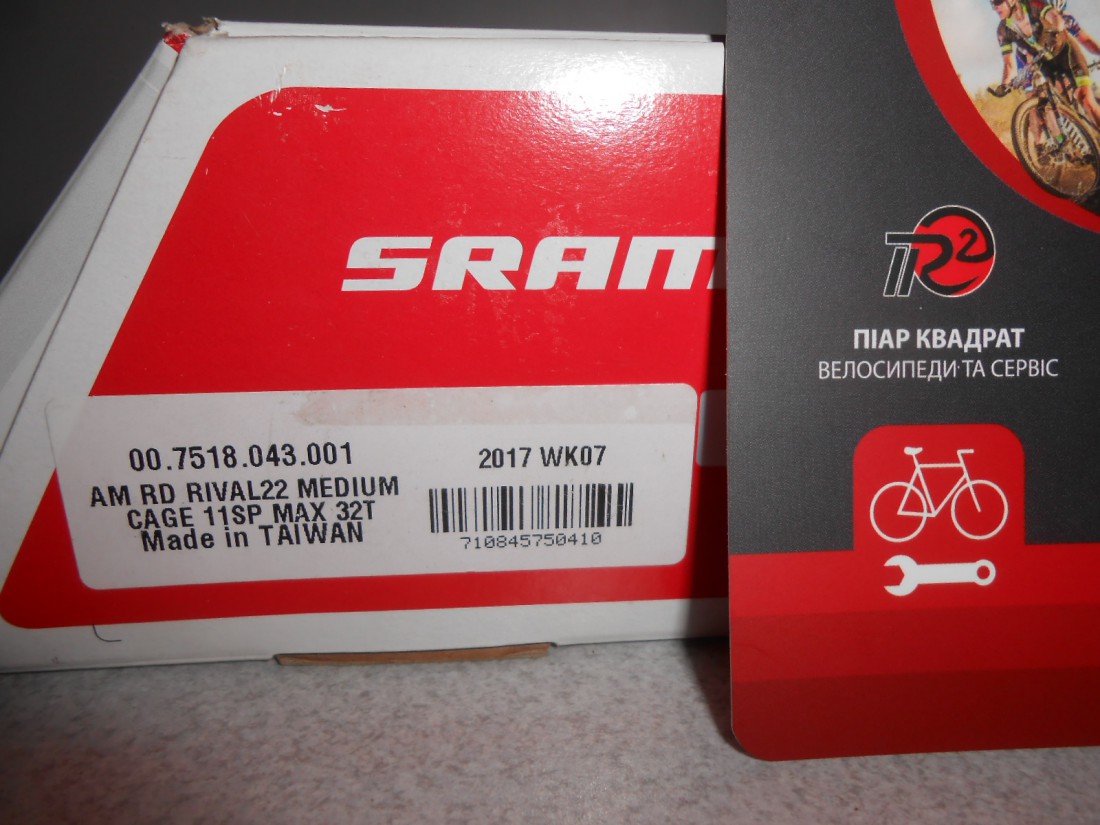 SRAM
00.7518.043.001
2017 WK07
AM RD RIVAL22 MEDIUM
CAGE 11SP MAX 32T
Made in TAIWAN
710845750410
ПР2
ПІАР КВАДРАТ
ВЕЛОСИПЕДИ ТА СЕРВІС